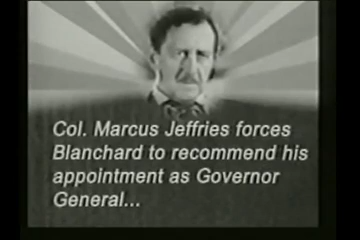 Col. Marcus Jeffries forces
Blanchard to recommend his
appointment as Governor
General...